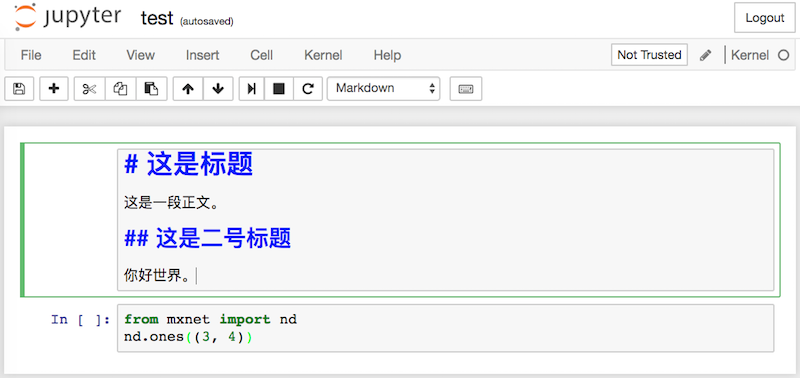 jupyter test (autosaved) Logout
File Edit View Insert Cell Kernel Help Not Trusted Kernel
Markdown
# 这是标题
这是一段正文。
## 这是二号标题
你好世界。
In [ ]: from mxnet import nd
nd.ones((3, 4))